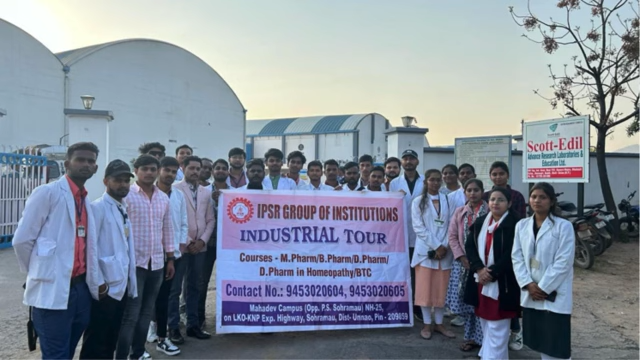 IPSR GROUP OF INSTITUTIONS
INDUSTRIAL TOUR
Courses - M.Pharm/B.Pharm/D.Pharm/
D.Pharm in Homeopathy/BTC
Contact No.: 9453020604, 9453020605
Mahadev Campus (Opp. P.S. Sohramau) NH-25,
on LKO-KNP Exp. Highway, Sohramau, Dist- Unnao, Pin - 209859
Scott-Edil
Advance Research Laboratories &
Education Ltd.